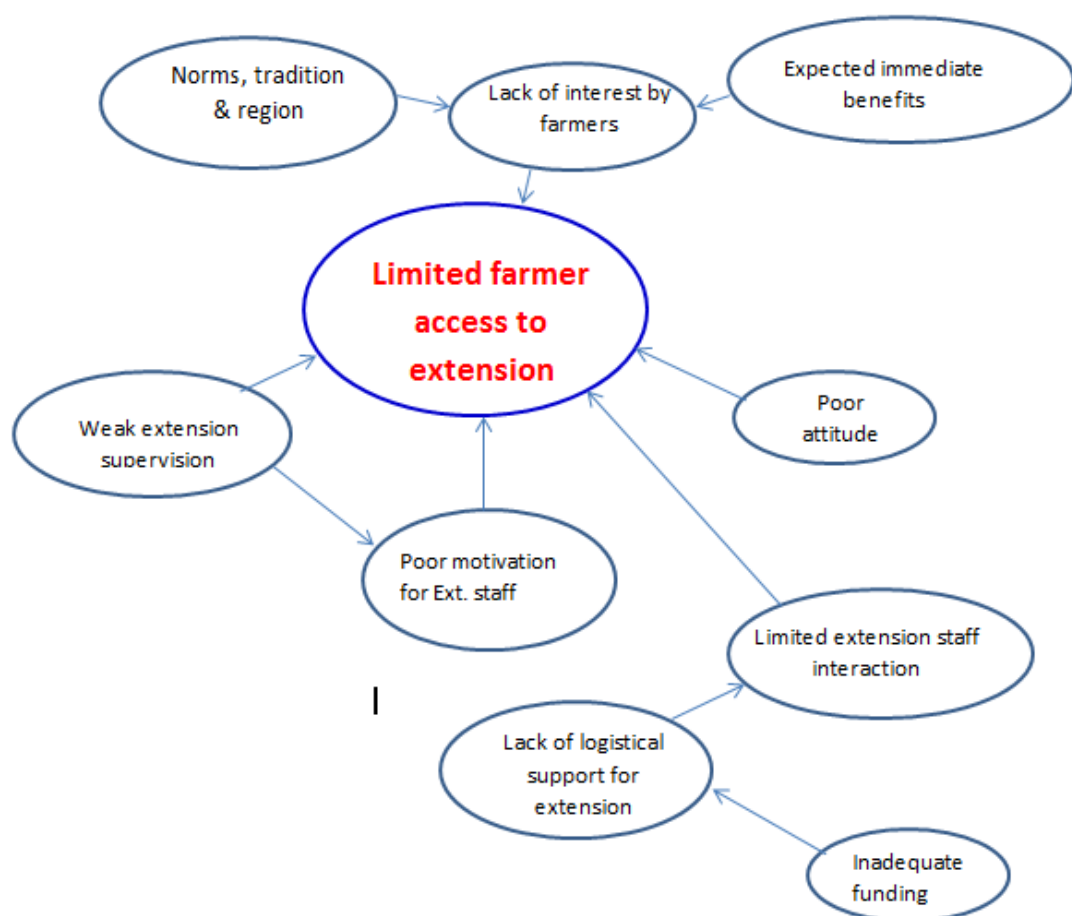 Norms, tradition
& region
Expected immediate
benefits
Lack of interest by
farmers
Limited farmer
access to
extension
Weak extension
supervision
Poor
attitude
Poor motivation
for Ext. staff
Limited extension staff
interaction
Lack of logistical
support for
extension
Inadequate
funding